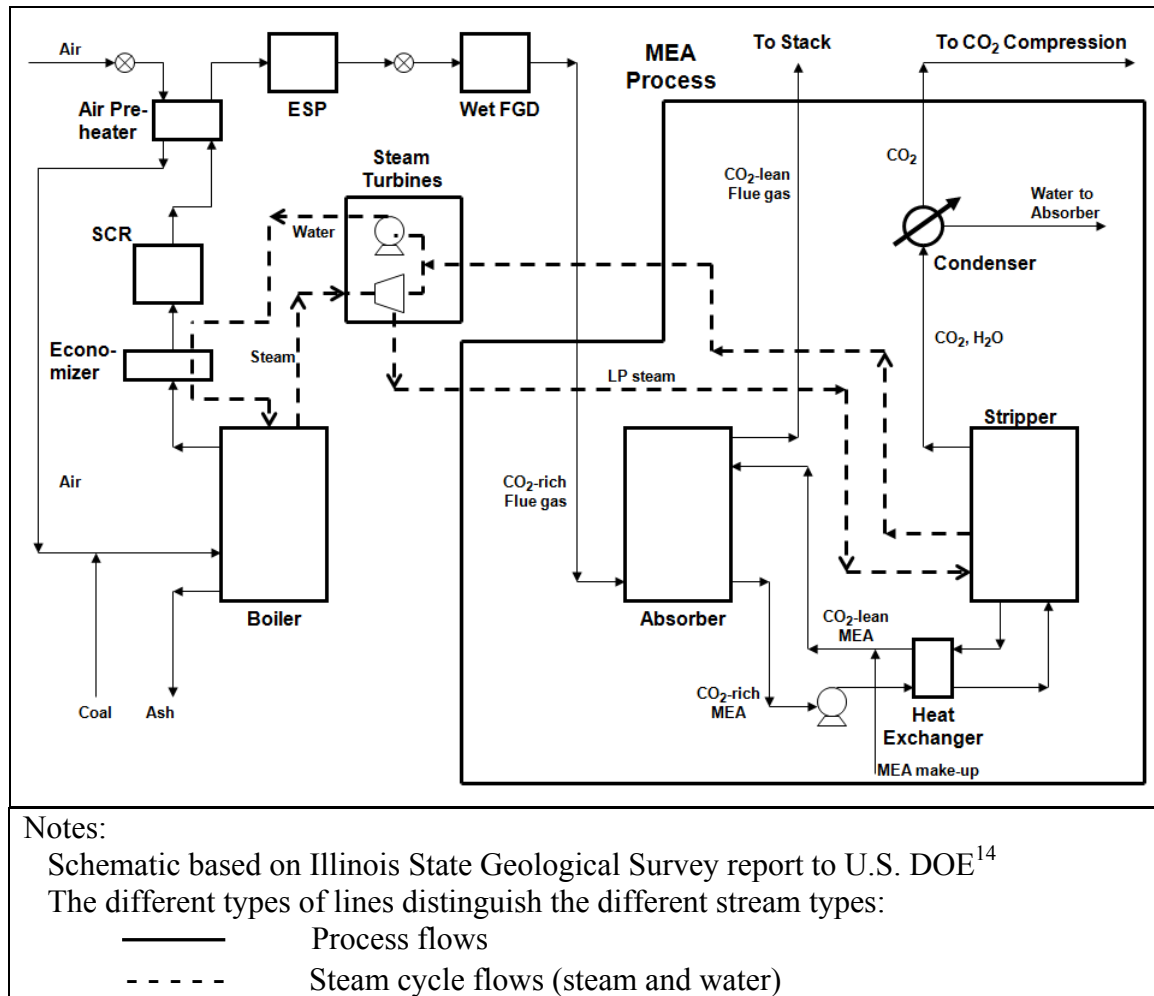 Air
Air Pre-
heater
ESP
Wet FGD
MEA
Process
To Stack
To CO₂ Compression
Steam
Turbines
CO₂
CO₂-lean
Flue gas
Water to
Absorber
Water
SCR
Condenser
Econo-
mizer
Steam
CO₂, H₂O
LP steam
Stripper
Air
CO₂-rich
Flue gas
Boiler
Absorber
CO₂-lean
MEA
CO₂-rich
MEA
Coal
Ash
Heat
Exchanger
MEA make-up
Notes:
Schematic based on Illinois State Geological Survey report to U.S. DOE¹⁴
The different types of lines distinguish the different stream types:
Process flows
Steam cycle flows (steam and water)